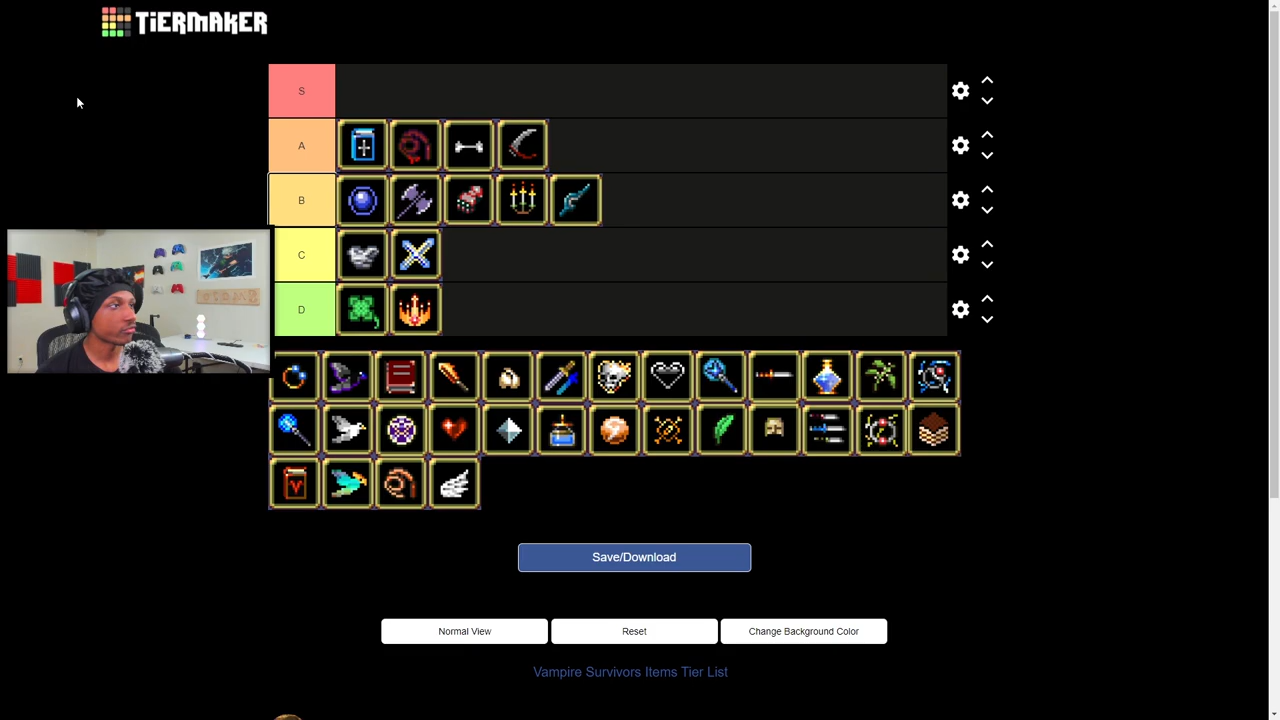 TiERMAKER
S
A
B
C
D
Save/Download
Normal View
Reset
Change Background Color
Vampire Survivors Items Tier List